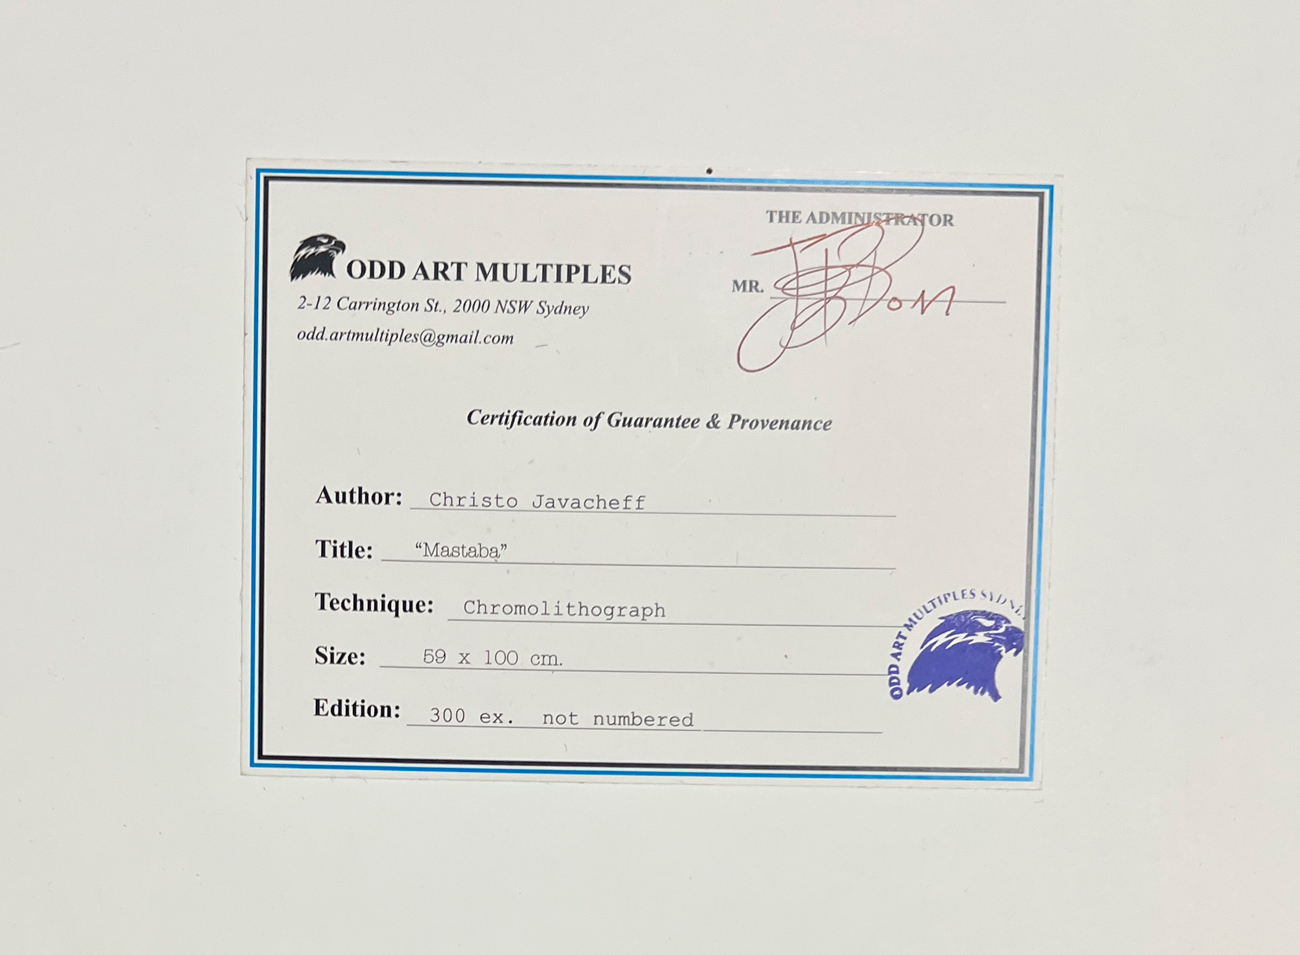 THE ADMINISTRATOR
ODD ART MULTIPLES
MR.
2-12 Carrington St., 2000 NSW Sydney
odd.artmultiples@gmail.com
Certification of Guarantee & Provenance
Author: Christo Javacheff
Title: “Mastaba”
Technique: Chromolithograph
Size: 59 x 100 cm.
Edition: 300 ex. not numbered
ODD ART MULTIPLES SYDNEY